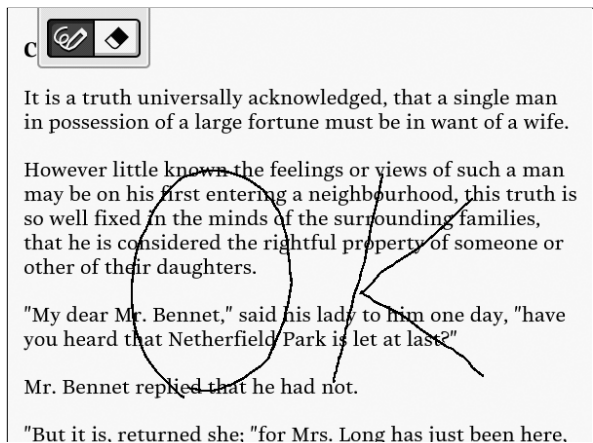 C
It is a truth universally acknowledged, that a single man
in possession of a large fortune must be in want of a wife.
However little known the feelings or views of such a man
may be on his first entering a neighbourhood, this truth is
so well fixed in the minds of the surrounding families,
that he is considered the rightful property of someone or
other of their daughters.
OK
"My dear Mr. Bennet," said his lady to him one day, "have
you heard that Netherfield Park is let at last?"
Mr. Bennet replied that he had not.
"But it is, returned she; "for Mrs. Long has just been here,